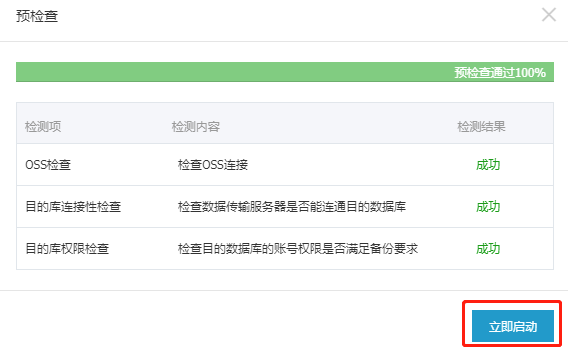 预检查
预检查通过100%
检测项 检测内容 检测结果
OSS检查 检查OSS连接 成功
目的库连接性检查 检查数据传输服务器是否能连通目的数据库 成功
目的库权限检查 检查目的数据库的账号权限是否满足备份要求 成功
立即启动